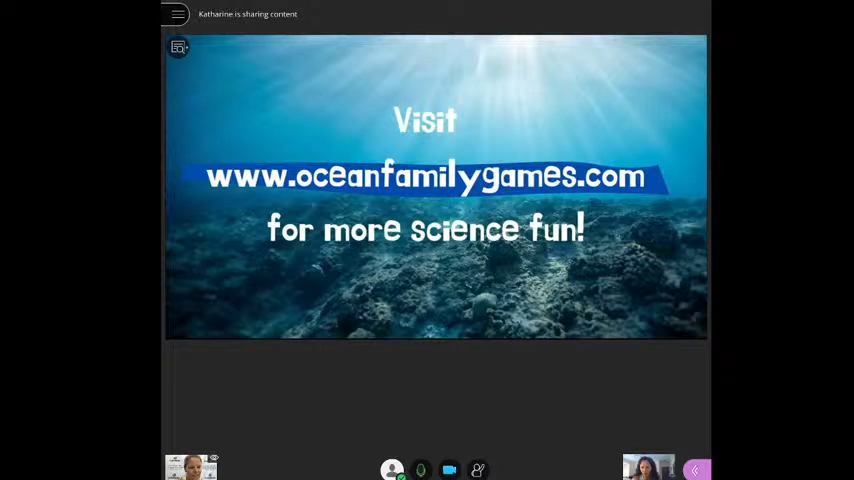 Katharine is sharing content
Visit
www.oceanfamilygames.com
for more science fun!